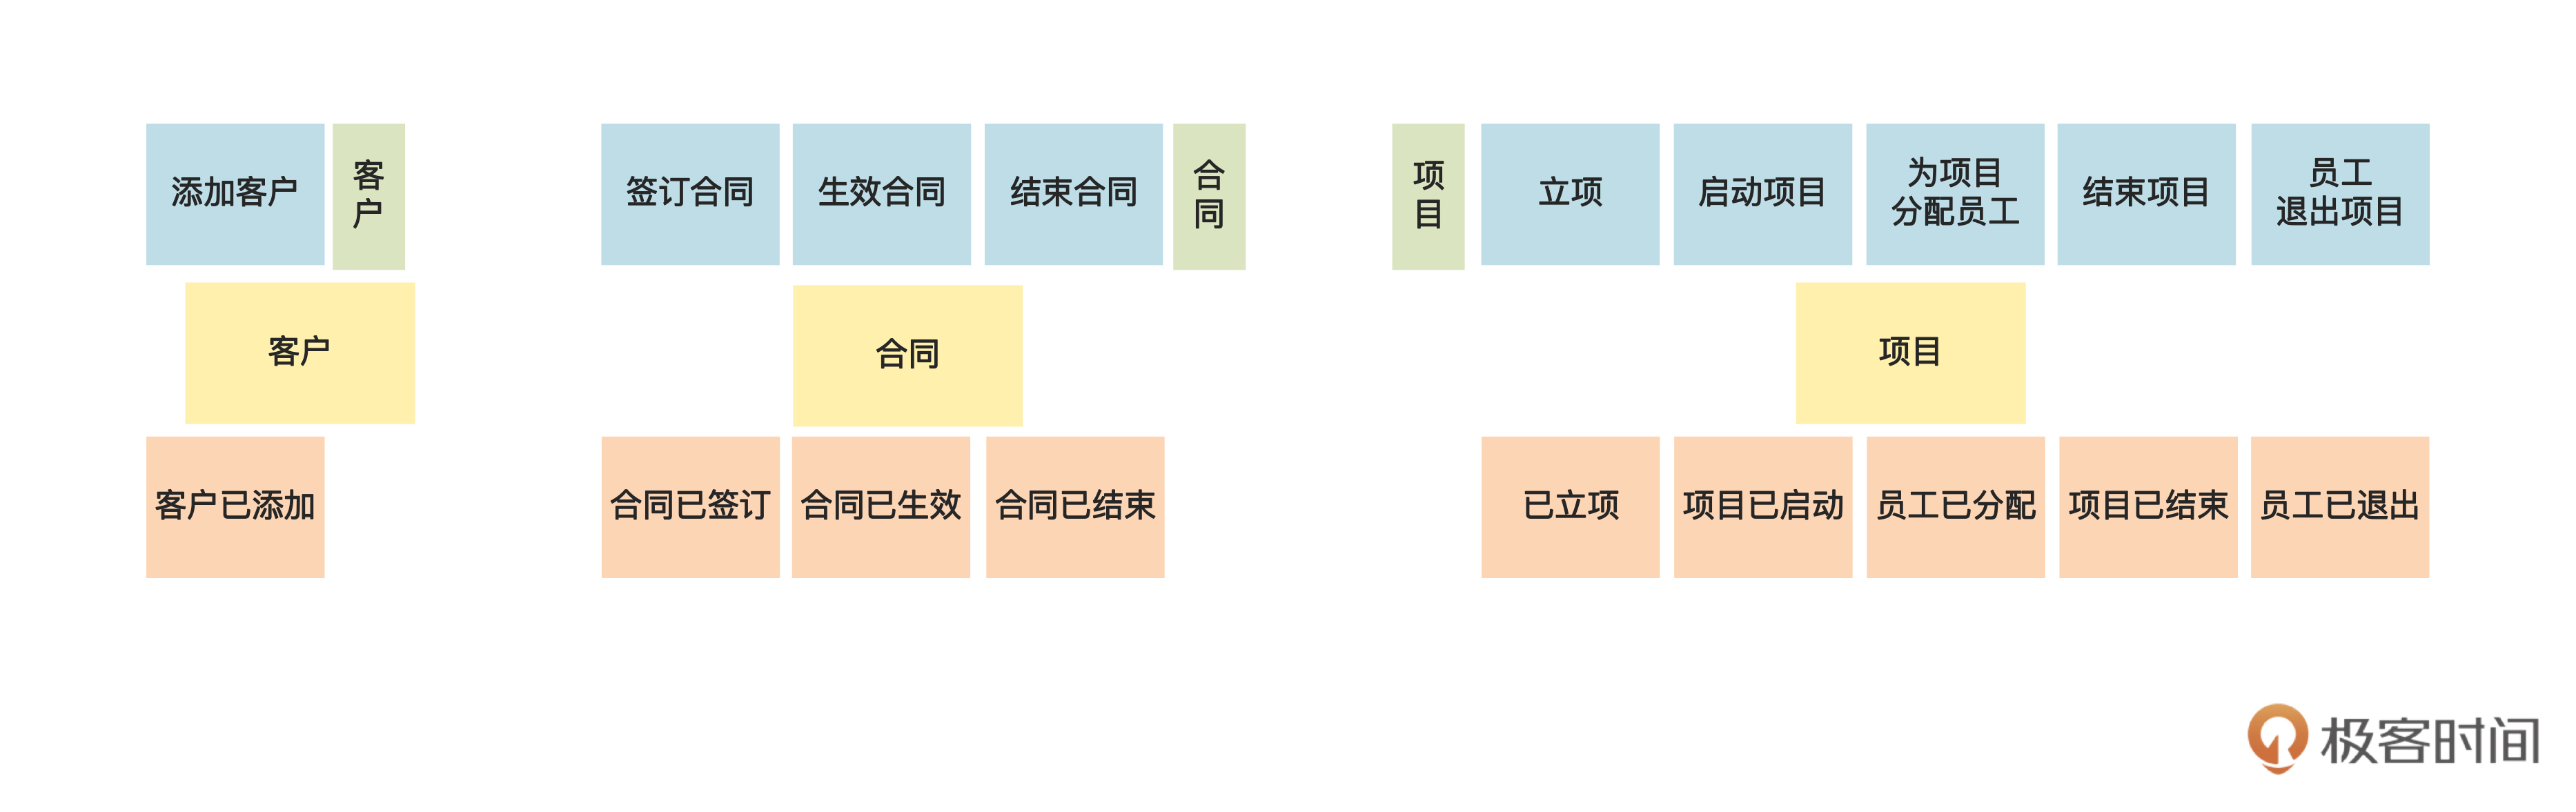 添加客户
客户
签订合同
生效合同
结束合同
合同
项目
立项
启动项目
为项目
分配员工
结束项目
员工
退出项目
客户
合同
项目
客户已添加
合同已签订
合同已生效
合同已结束
已立项
项目已启动
员工已分配
项目已结束
员工已退出
极客时间